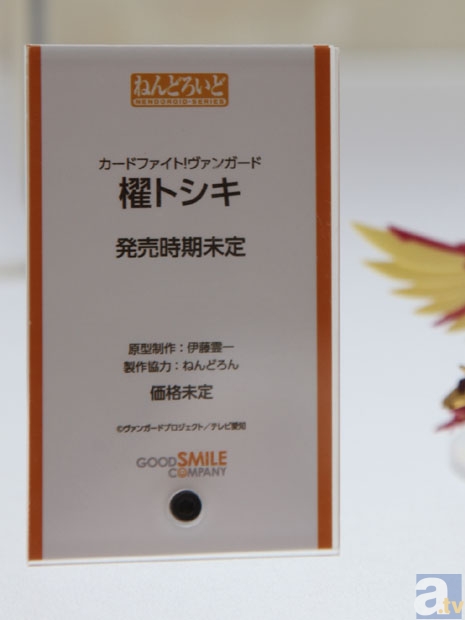 ねんどろいど
NENDOROID SERIES
カードファイト!ヴァンガード
櫂トシキ
発売時期未定
原型制作：伊藤雲一
製作協力：ねんどろん
価格未定
©ヴァンガードプロジェクト／テレビ愛知
GOOD SMILE
COMPANY
a.tv